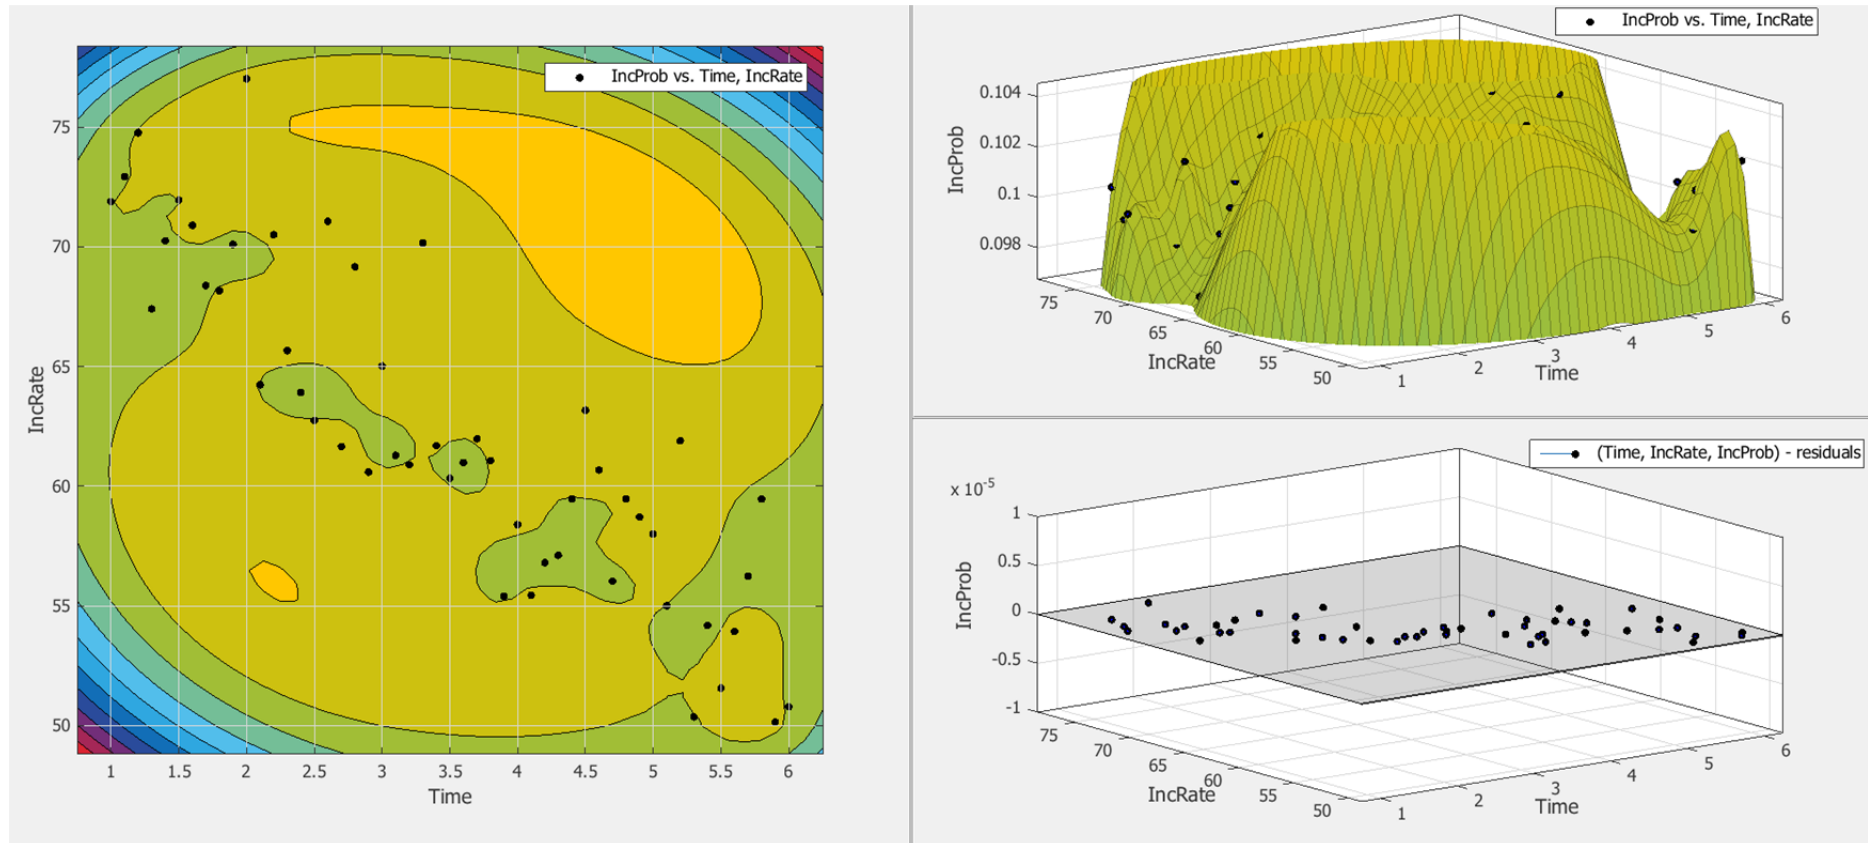 IncProb vs. Time, IncRate
75
70
65
60
55
50
IncRate
1 1.5 2 2.5 3 3.5 4 4.5 5 5.5 6
Time
IncProb vs. Time, IncRate
0.104
0.102
0.1
0.098
IncProb
75 70 65 60 55 50
IncRate
1 2 3 4 5 6
Time
(Time, IncRate, IncProb) - residuals
x 10-5
1
0.5
0
-0.5
-1
IncProb
75 70 65 60 55 50
IncRate
1 2 3 4 5 6
Time